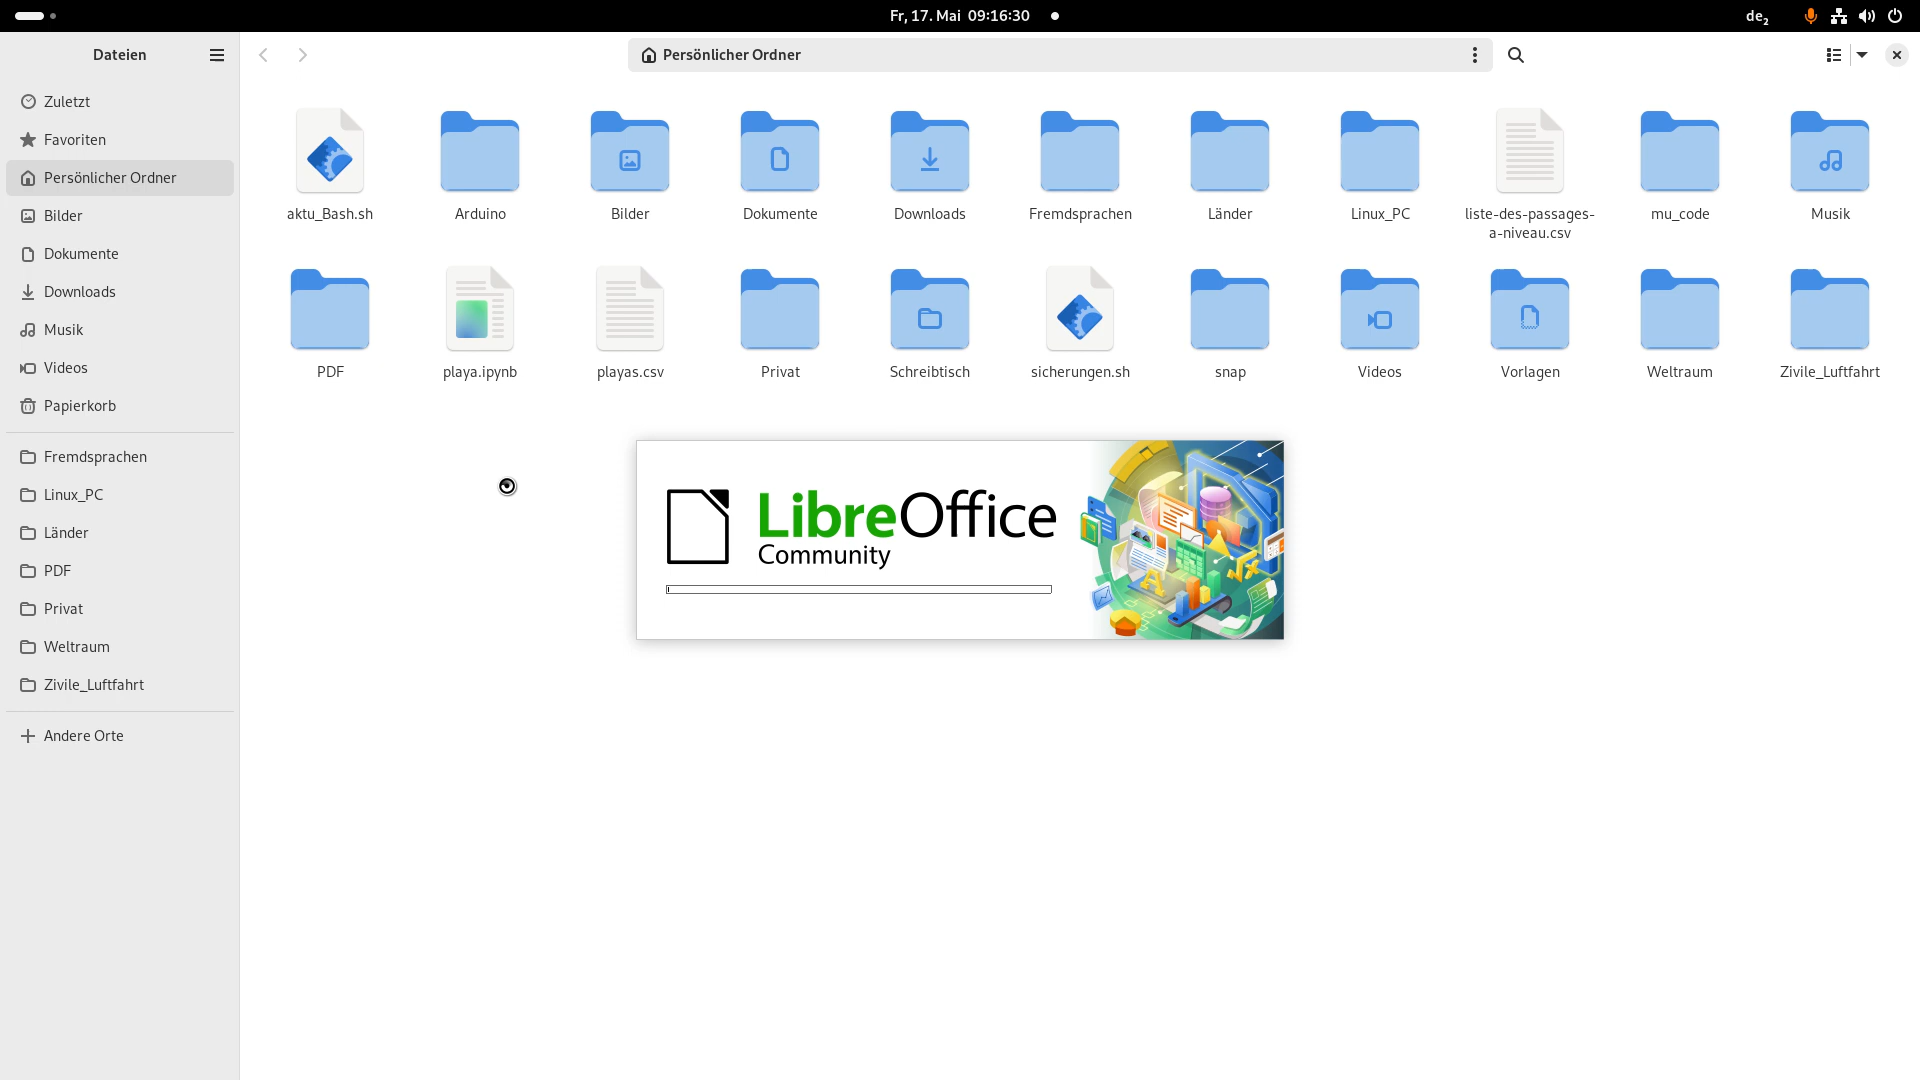 Fr, 17. Mai 09:16:30
de₂
Dateien
Persönlicher Ordner
Zuletzt
Favoriten
Persönlicher Ordner
Bilder
Dokumente
Downloads
Musik
Videos
Papierkorb
Fremdsprachen
Linux_PC
Länder
PDF
Privat
Weltraum
Zivile_Luftfahrt
Andere Orte
aktu_Bash.sh
Arduino
Bilder
Dokumente
Downloads
Fremdsprachen
Länder
Linux_PC
liste-des-passages-
a-niveau.csv
mu_code
Musik
PDF
playa.ipynb
playas.csv
Privat
Schreibtisch
sicherungen.sh
snap
Videos
Vorlagen
Weltraum
Zivile_Luftfahrt
LibreOffice
Community